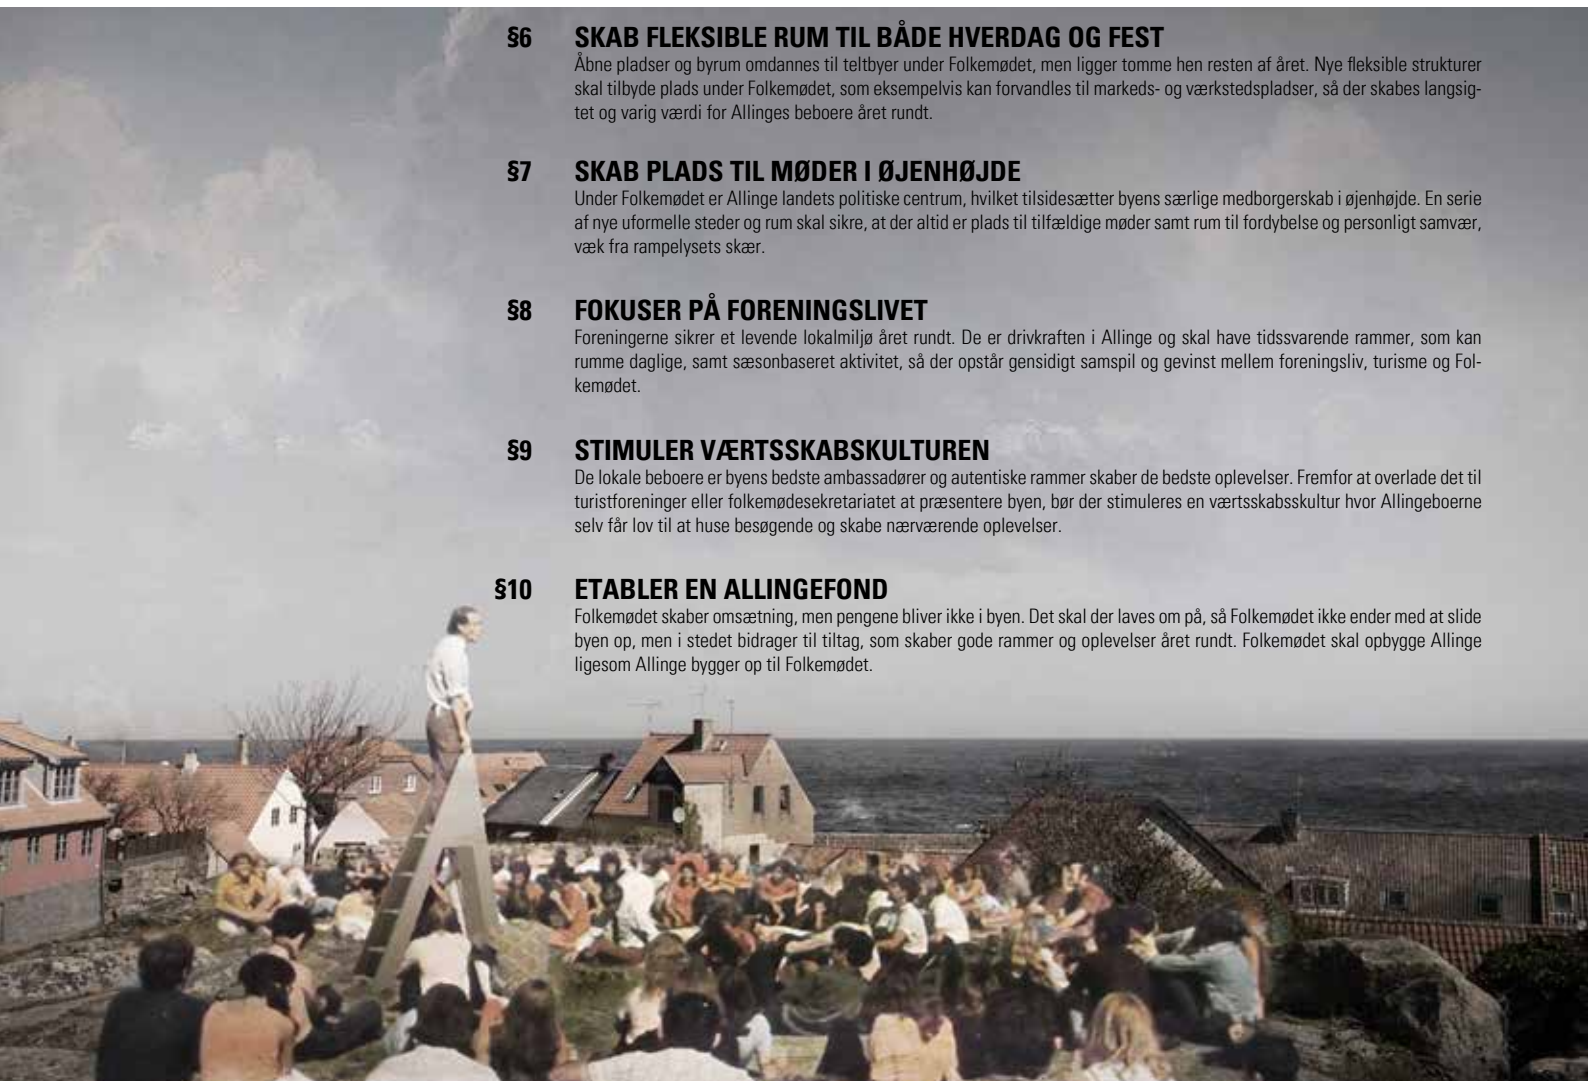 §6 SKAB FLEKSIBLE RUM TIL BÅDE HVERDAG OG FEST
Åbne pladser og byrum omdannes til teltbyer under Folkemødet, men ligger tomme hen resten af året. Nye fleksible strukturer
skal tilbyde plads under Folkemødet, som eksempelvis kan forvandles til markeds- og værkstedspladser, så der skabes langsig-
tet og varig værdi for Allinges beboere året rundt.
§7 SKAB PLADS TIL MØDER I ØJENHØJDE
Under Folkemødet er Allinge landets politiske centrum, hvilket tilsidesætter byens særlige medborgerskab i øjenhøjde. En serie
af nye uformelle steder og rum skal sikre, at der altid er plads til tilfældige møder samt rum til fordybelse og personligt samvær,
væk fra rampelysets skær.
§8 FOKUSER PÅ FORENINGSLIVET
Foreningerne sikrer et levende lokalmiljø året rundt. De er drivkraften i Allinge og skal have tidssvarende rammer, som kan
rumme daglige, samt sæsonbaseret aktivitet, så der opstår gensidigt samspil og gevinst mellem foreningsliv, turisme og Fol-
kemødet.
§9 STIMULER VÆRTSSKABSKULTUREN
De lokale beboere er byens bedste ambassadører og autentiske rammer skaber de bedste oplevelser. Fremfor at overlade det til
turistforeninger eller folkemødesekretariatet at præsentere byen, bør der stimuleres en værtsskabsskultur hvor Allingeboerne
selv får lov til at huse besøgende og skabe nærværende oplevelser.
§10 ETABLER EN ALLINGEFOND
Folkemødet skaber omsætning, men pengene bliver ikke i byen. Det skal der laves om på, så Folkemødet ikke ender med at slide
byen op, men i stedet bidrager til tiltag, som skaber gode rammer og oplevelser året rundt. Folkemødet skal opbygge Allinge
ligesom Allinge bygger op til Folkemødet.